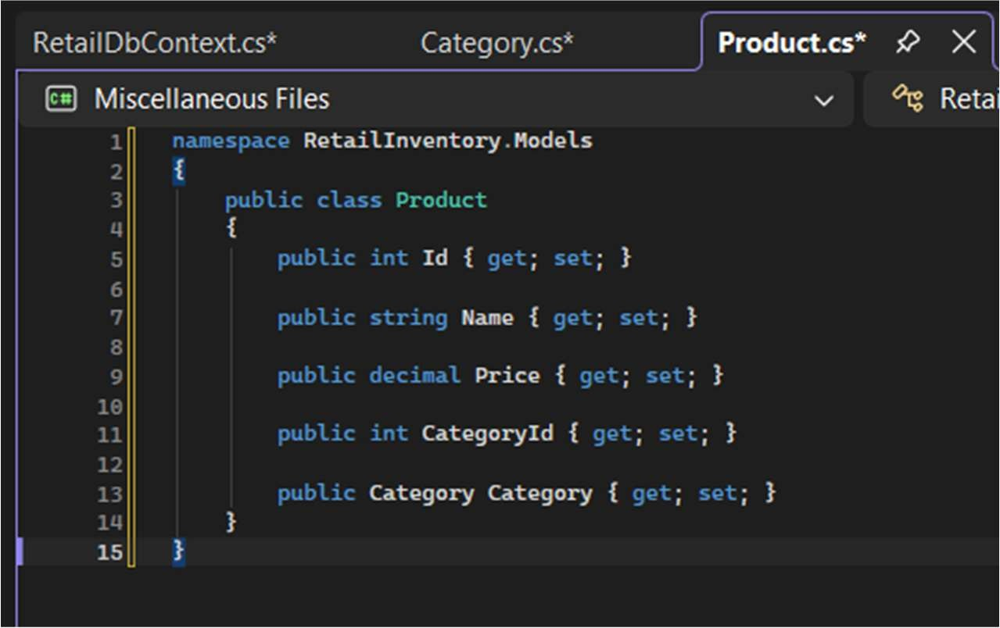 RetailDbContext.cs* Category.cs* Product.cs*
C# Miscellaneous Files Retai
1 namespace RetailInventory.Models
2 {
3 public class Product
4 {
5 public int Id { get; set; }
6
7 public string Name { get; set; }
8
9 public decimal Price { get; set; }
10
11 public int CategoryId { get; set; }
12
13 public Category Category { get; set; }
14 }
15 }